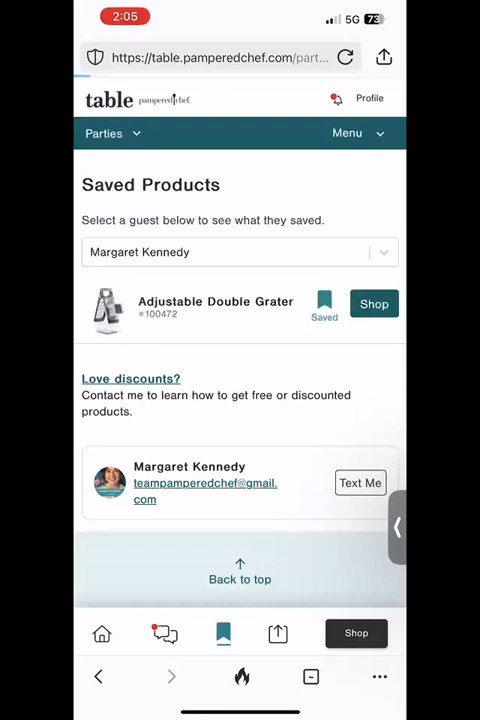 2:05
5G 73
https://table.pamperedchef.com/part...
table pampered chef
Profile
Parties
Menu
Saved Products
Select a guest below to see what they saved.
Margaret Kennedy
Adjustable Double Grater
#100472
Saved
Shop
Love discounts?
Contact me to learn how to get free or discounted
products.
Margaret Kennedy
teampamperedchef@gmail.
com
Text Me
Back to top
Shop